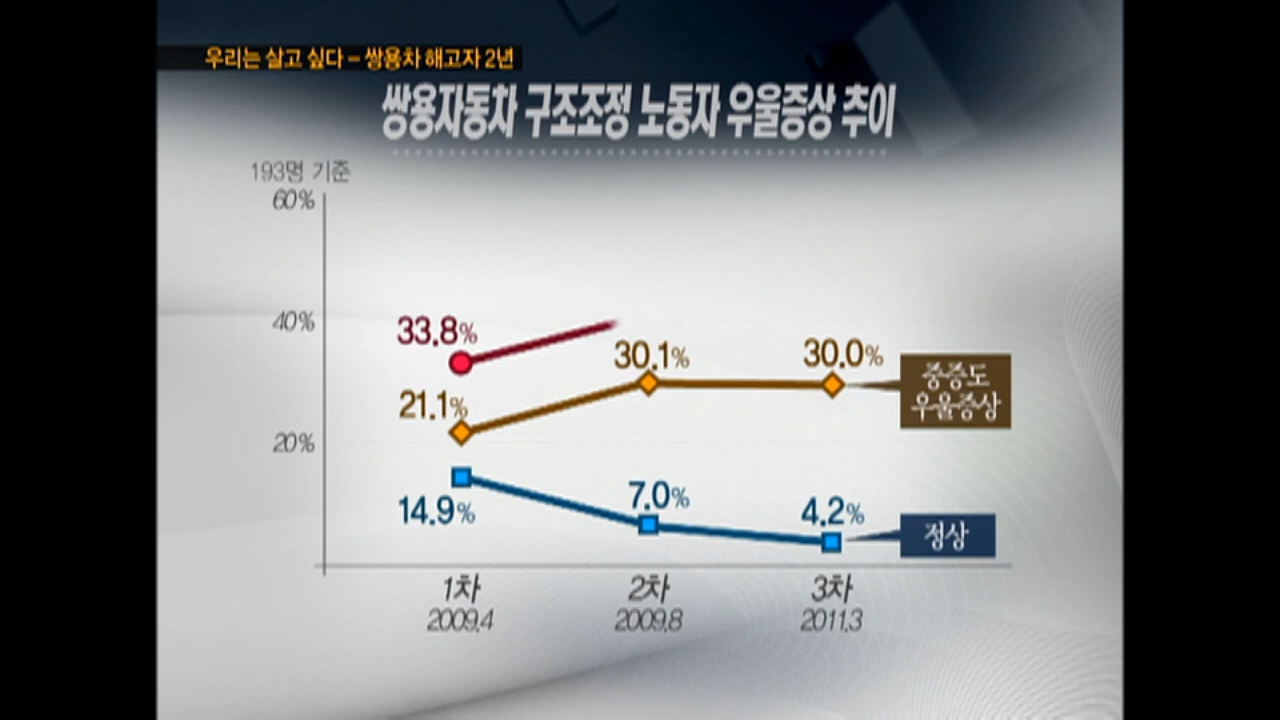 우리는 살고 싶다 - 쌍용차 해고자 2년
쌍용자동차 구조조정 노동자 우울증상 추이
193명 기준
60%
40%
20%
33.8%
21.1%
30.1%
30.0%
14.9%
7.0%
4.2%
중증도
우울증상
정상
1차
2차
3차
2009.4
2009.8
2011.3